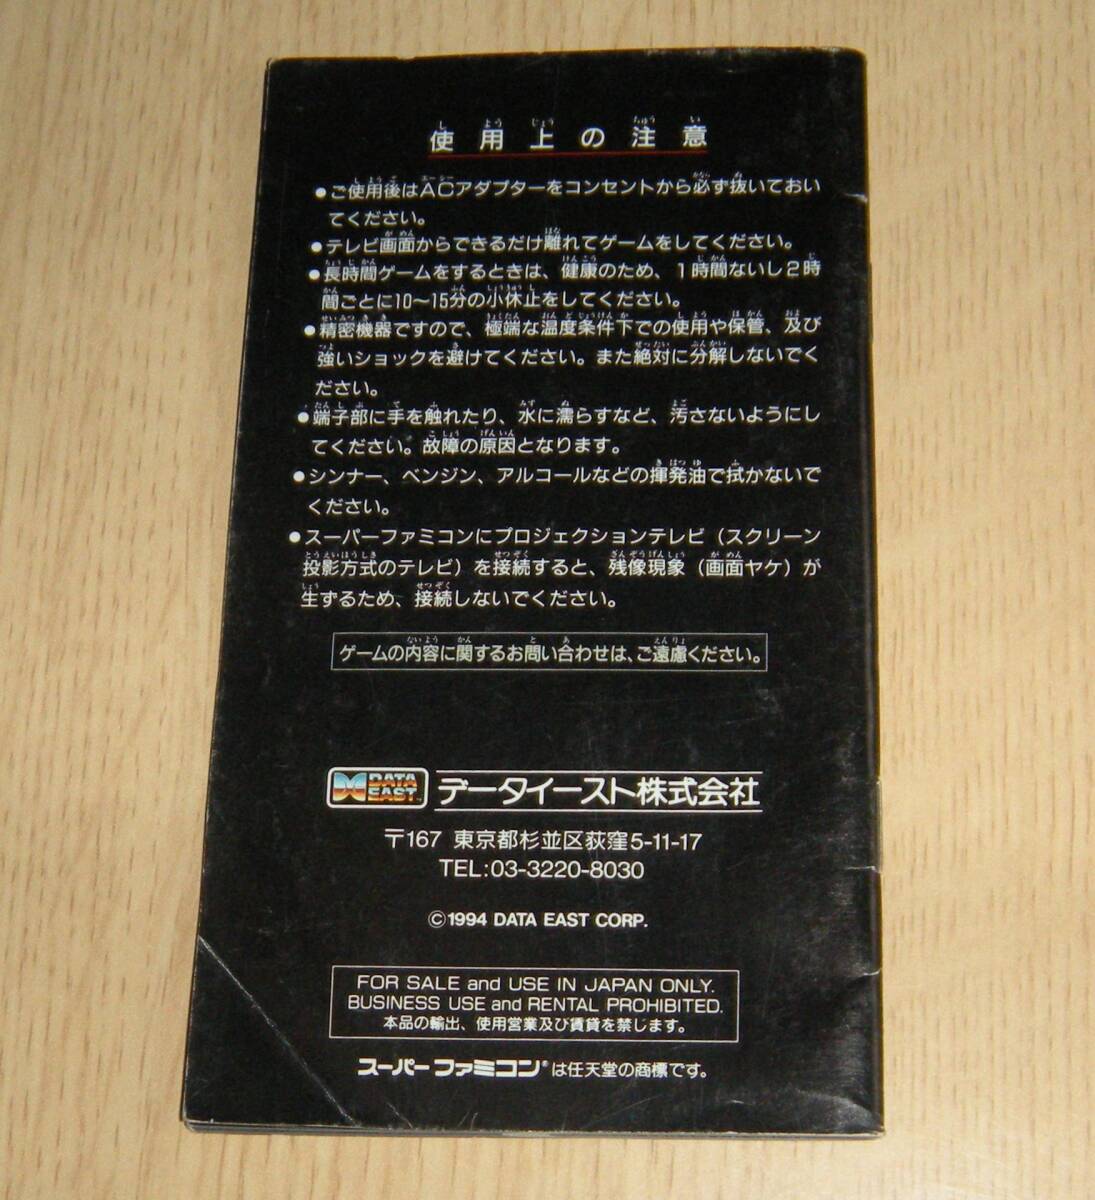 使用上の注意
●ご使用後はACアダプターをコンセントから必ず抜いておい
てください。
●テレビ画面からできるだけ離れてゲームをしてください。
●長時間ゲームをするときは、健康のため、1時間ないし2時
間ごとに10〜15分の小休止をしてください。
●精密機器ですので、極端な温度条件下での使用や保管、及び
強いショックを避けてください。また絶対に分解しないでく
ださい。
●端子部に手を触れたり、水に濡らすなど、汚さないようにし
てください。故障の原因となります。
●シンナー、ベンジン、アルコールなどの揮発油で拭かないで
ください。
●スーパーファミコンにプロジェクションテレビ（スクリーン
投影方式のテレビ）を接続すると、残像現象（画面ヤケ）が
生ずるため、接続しないでください。
ゲームの内容に関するお問い合わせは、ご遠慮ください。
DATA EAST データイースト株式会社
〒167 東京都杉並区荻窪5-11-17
TEL:03-3220-8030
©1994 DATA EAST CORP.
FOR SALE and USE IN JAPAN ONLY.
BUSINESS USE and RENTAL PROHIBITED.
本品の輸出、使用営業及び賃貸を禁じます。
スーパーファミコン®は任天堂の商標です。